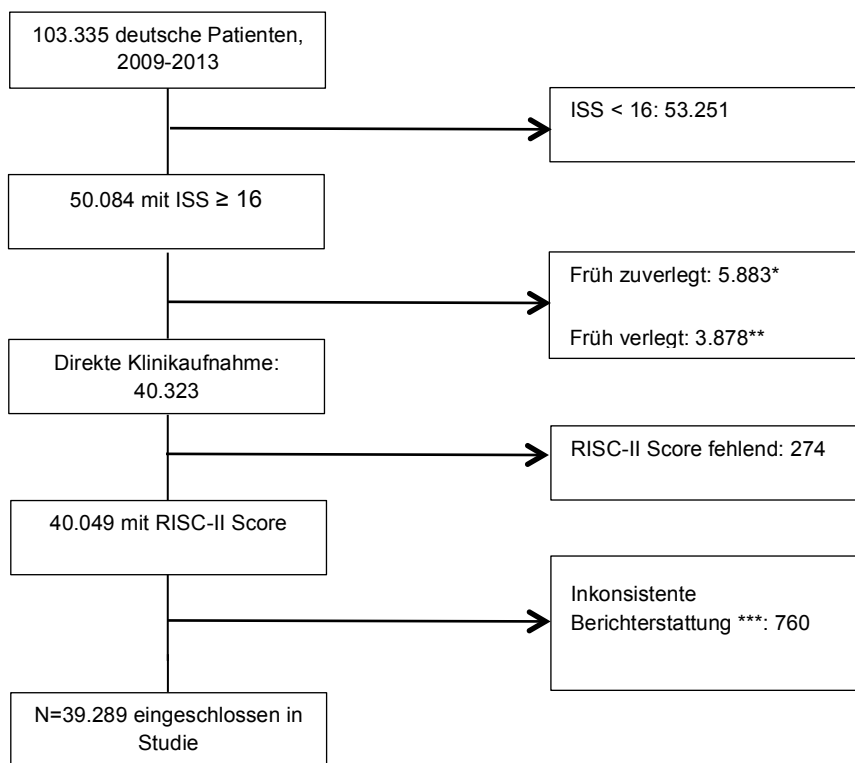 103.335 deutsche Patienten,
2009-2013
ISS < 16: 53.251
50.084 mit ISS ≥ 16
Früh zuverlegt: 5.883*
Früh verlegt: 3.878**
Direkte Klinikaufnahme:
40.323
RISC-II Score fehlend: 274
40.049 mit RISC-II Score
Inkonsistente
Berichterstattung ***: 760
N=39.289 eingeschlossen in
Studie